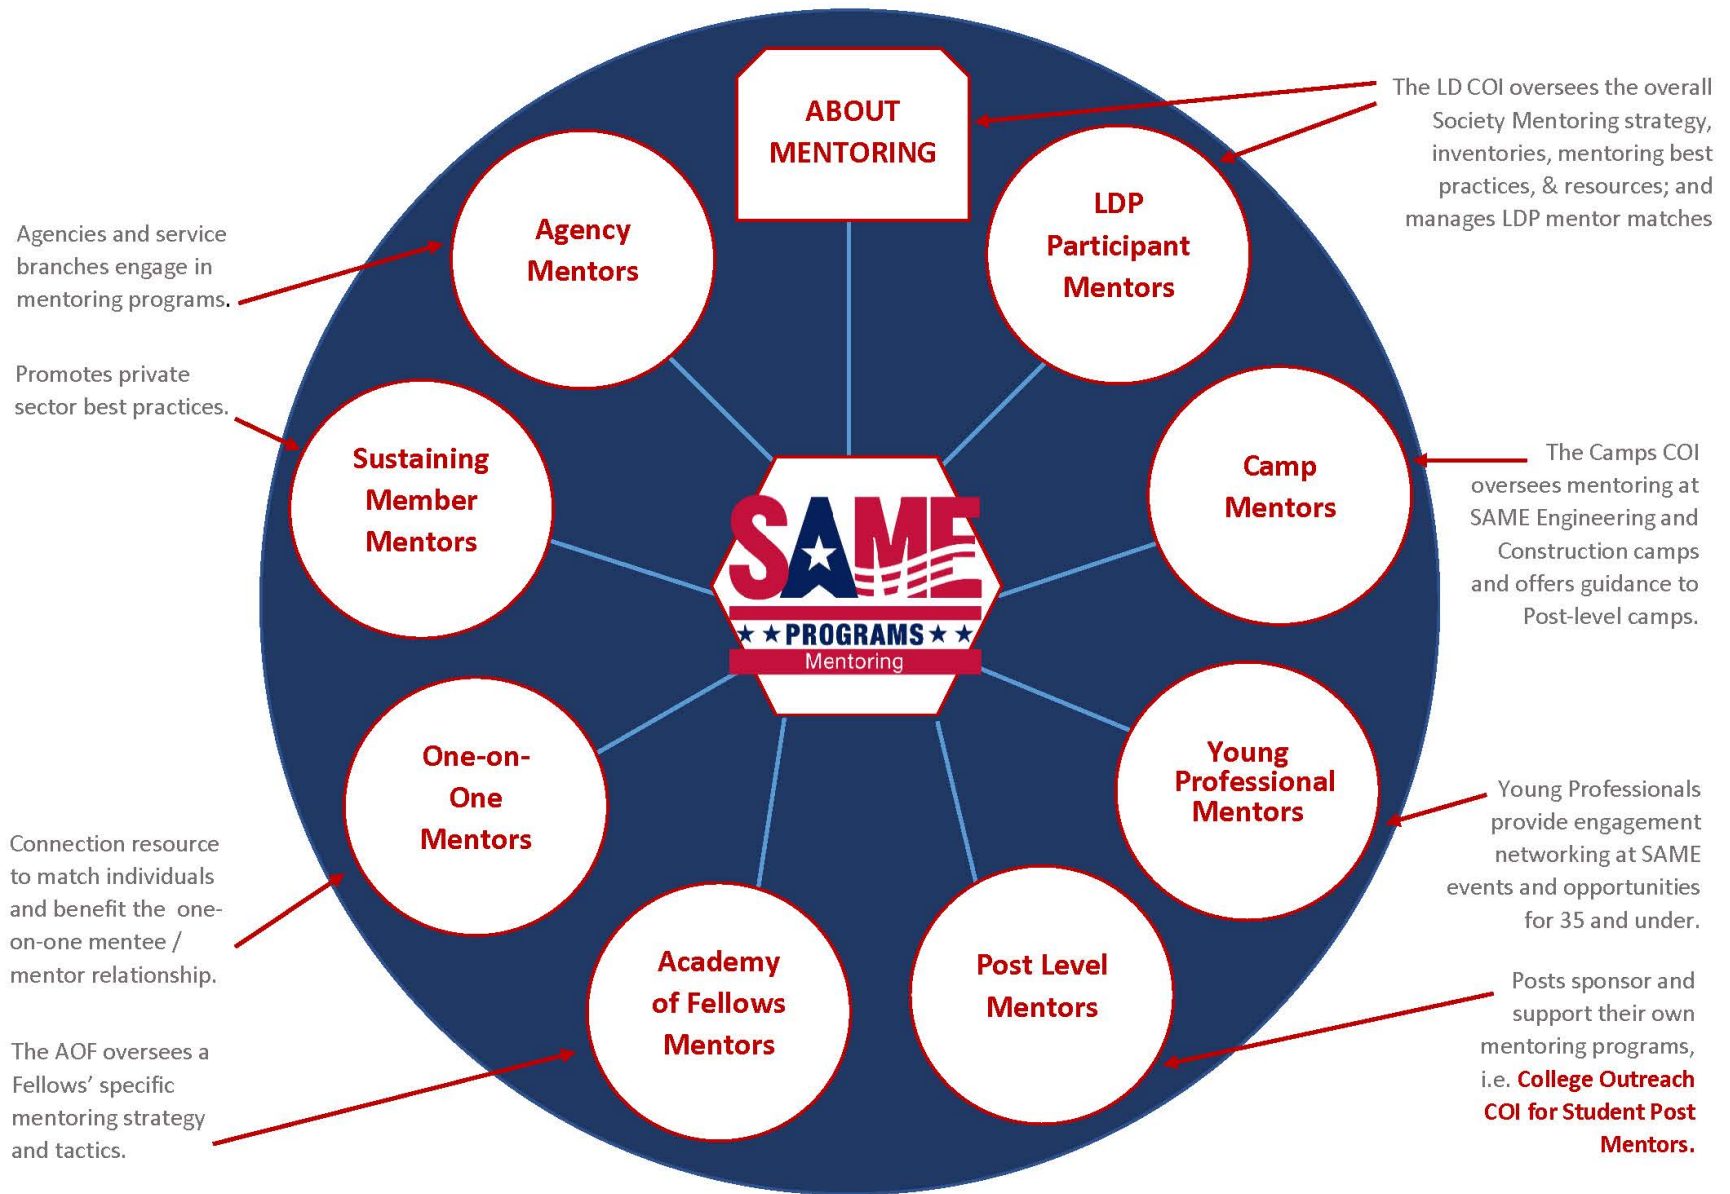 ABOUT
MENTORING
The LD COI oversees the overall
Society Mentoring strategy,
inventories, mentoring best
practices, & resources; and
manages LDP mentor matches
LDP
Participant
Mentors
Agency
Mentors
Agencies and service
branches engage in
mentoring programs.
Promotes private
sector best practices.
Sustaining
Member
Mentors
Camp
Mentors
The Camps COI
oversees mentoring at
SAME Engineering and
Construction camps
and offers guidance to
Post-level camps.
SAME
PROGRAMS
Mentoring
One-on-
One
Mentors
Young
Professional
Mentors
Young Professionals
provide engagement
networking at SAME
events and opportunities
for 35 and under.
Connection resource
to match individuals
and benefit the one-
on-one mentee /
mentor relationship.
Academy
of Fellows
Mentors
Post Level
Mentors
Posts sponsor and
support their own
mentoring programs,
i.e. College Outreach
COI for Student Post
Mentors.
The AOF oversees a
Fellows’ specific
mentoring strategy
and tactics.